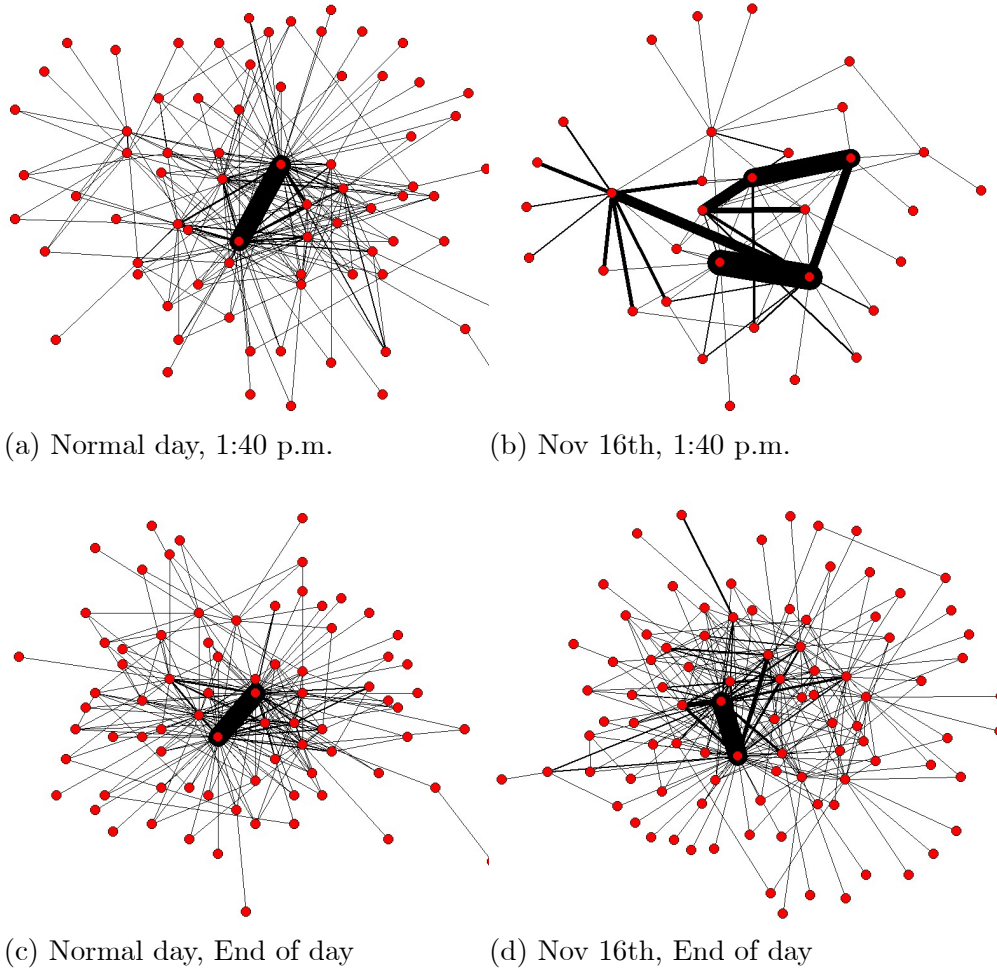 (a) Normal day, 1:40 p.m.
(b) Nov 16th, 1:40 p.m.
(c) Normal day, End of day
(d) Nov 16th, End of day